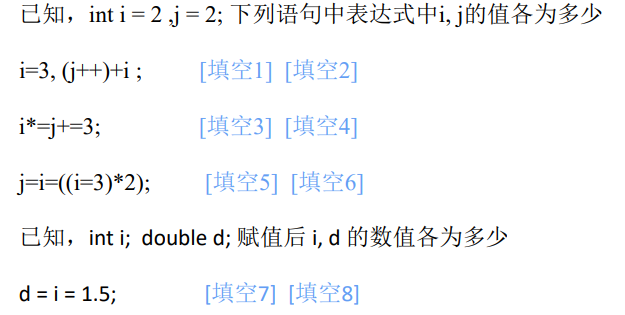 已知，int i = 2 ,j = 2; 下列语句中表达式中i, j的值各为多少
i=3, (j++)+i ; [填空1] [填空2]
i*=j+=3; [填空3] [填空4]
j=i=((i=3)*2); [填空5] [填空6]
已知，int i; double d; 赋值后 i, d 的数值各为多少
d = i = 1.5; [填空7] [填空8]